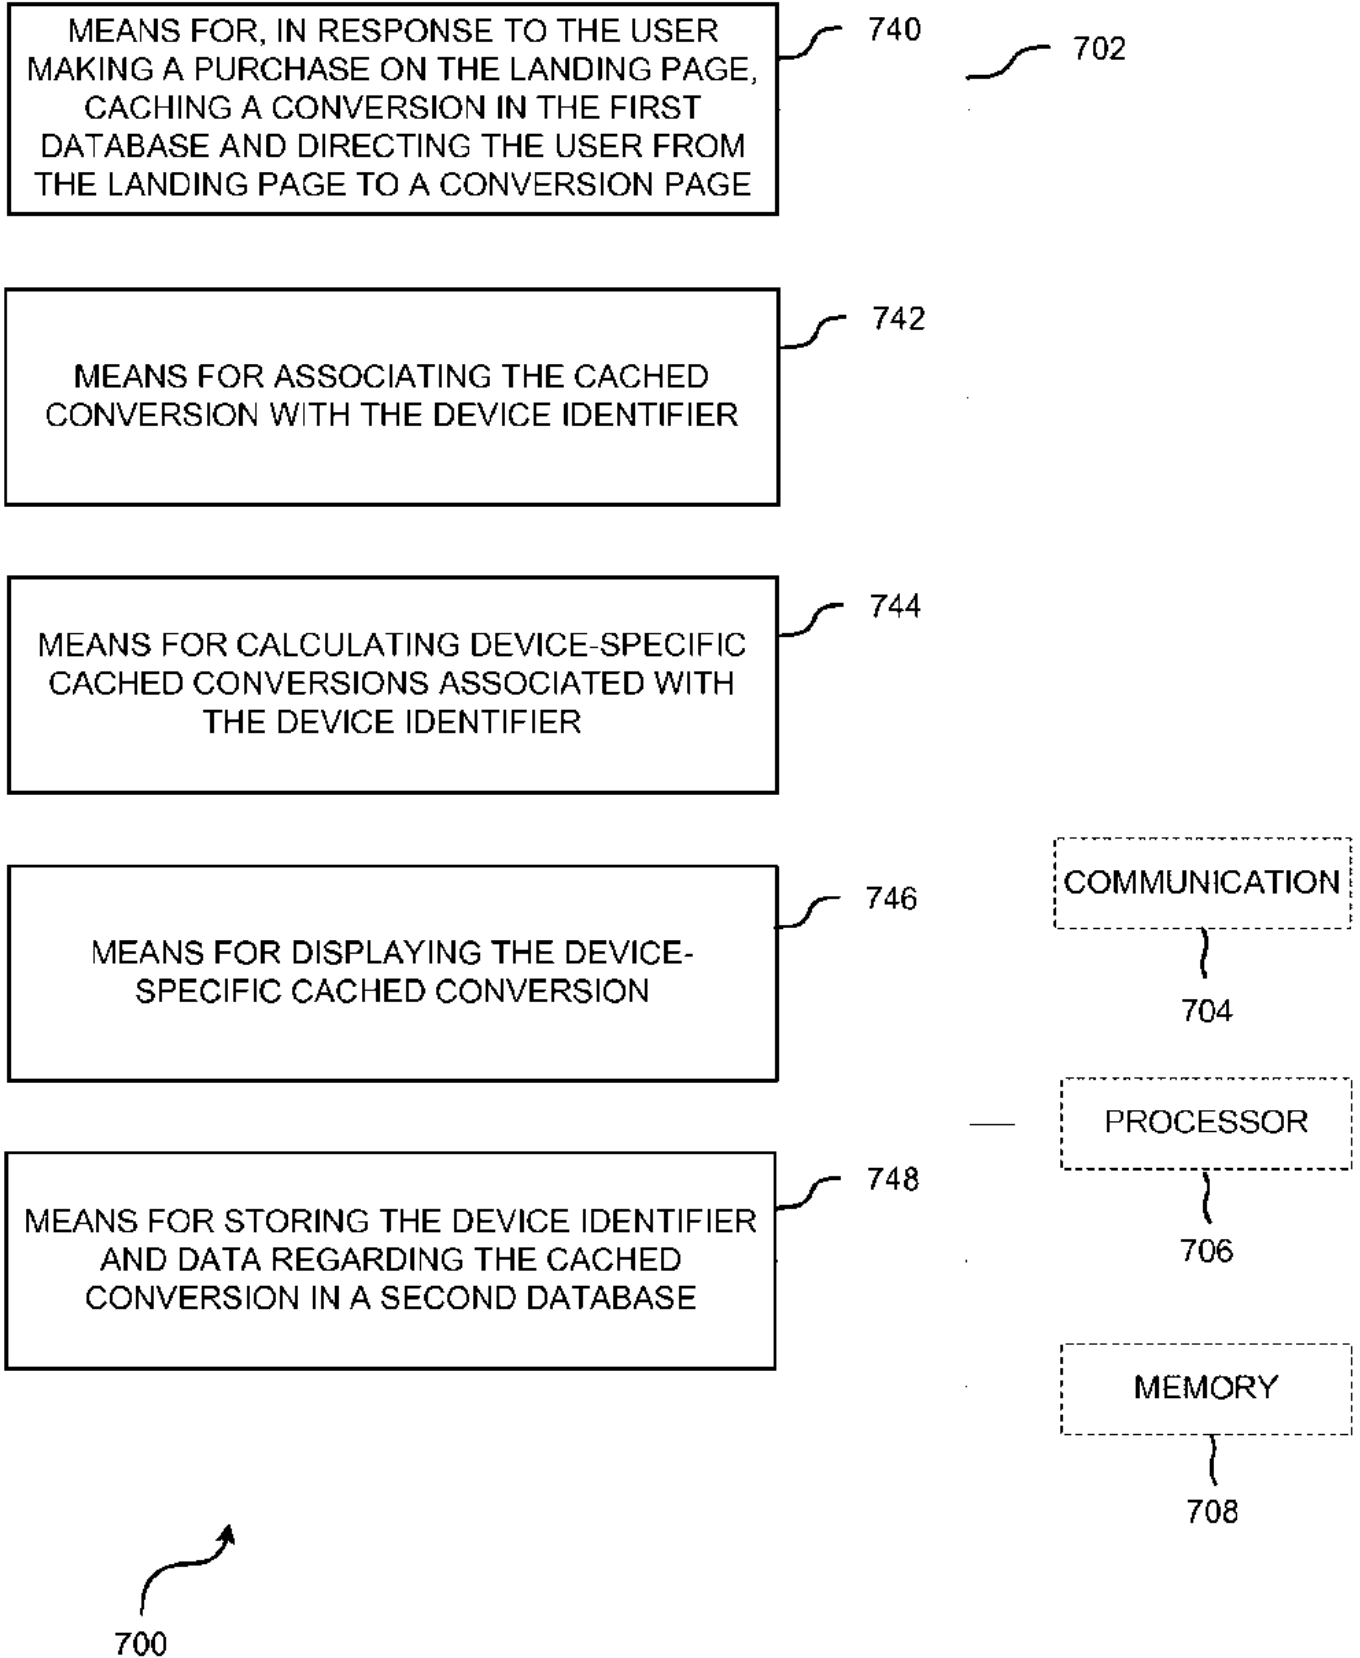 MEANS FOR, IN RESPONSE TO THE USER
MAKING A PURCHASE ON THE LANDING PAGE,
CACHING A CONVERSION IN THE FIRST
DATABASE AND DIRECTING THE USER FROM
THE LANDING PAGE TO A CONVERSION PAGE
740
702
MEANS FOR ASSOCIATING THE CACHED
CONVERSION WITH THE DEVICE IDENTIFIER
742
MEANS FOR CALCULATING DEVICE-SPECIFIC
CACHED CONVERSIONS ASSOCIATED WITH
THE DEVICE IDENTIFIER
744
MEANS FOR DISPLAYING THE DEVICE-
SPECIFIC CACHED CONVERSION
746
COMMUNICATION
704
MEANS FOR STORING THE DEVICE IDENTIFIER
AND DATA REGARDING THE CACHED
CONVERSION IN A SECOND DATABASE
748
PROCESSOR
706
MEMORY
708
700